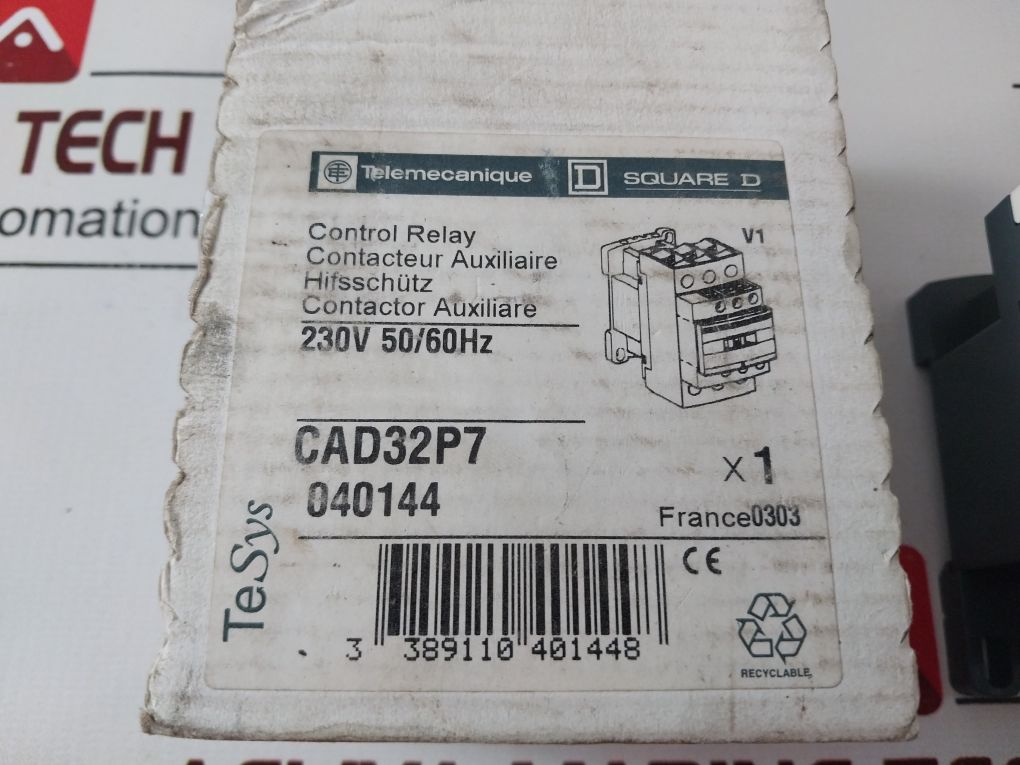 TECH
omation
Telemecanique
D SQUARE D
Control Relay
Contacteur Auxiliaire
Hifsschütz
Contactor Auxiliare
230V 50/60Hz
V1
CAD32P7
040144
x 1
France0303
TeSys
CE
3 389110 401448
RECYCLABLE